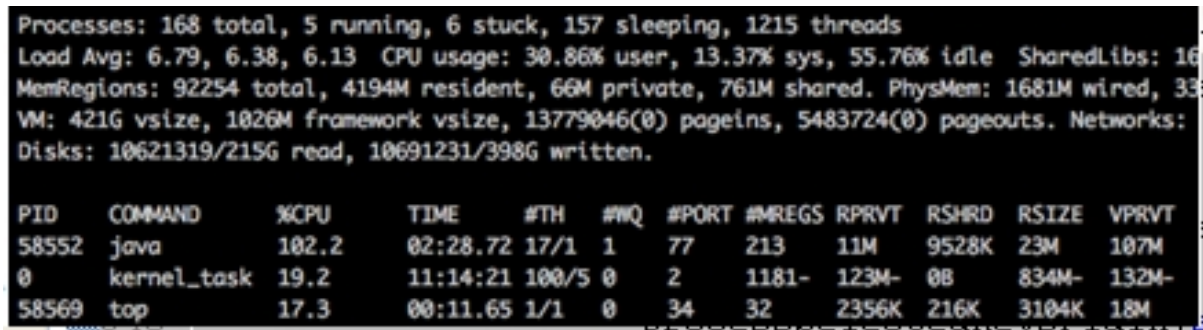 Processes: 168 total, 5 running, 6 stuck, 157 sleeping, 1215 threads
Load Avg: 6.79, 6.38, 6.13 CPU usage: 30.86% user, 13.37% sys, 55.76% idle SharedLibs: 16
MemRegions: 92254 total, 4194M resident, 66M private, 761M shared. PhysMem: 1681M wired, 33
VM: 421G vsize, 1026M framework vsize, 13779046(0) pageins, 5483724(0) pageouts. Networks:
Disks: 10621319/215G read, 10691231/398G written.
PID COMMAND %CPU TIME #TH #WQ #PORT #MREGS RPRVT RSHRD RSIZE VPRVT
58552 java 102.2 02:28.72 17/1 1 77 213 11M 9528K 23M 107M
0 kernel_task 19.2 11:14:21 100/5 0 2 1181- 123M- 0B 834M- 132M-
58569 top 17.3 00:11.65 1/1 0 34 32 2356K 216K 3104K 18M